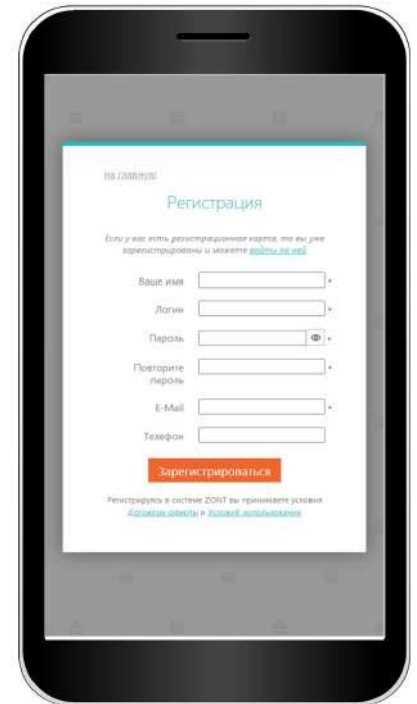 на главную
Регистрация
Если у вас есть регистрационная карта, то вы уже
зарегистрированы и можете войти по ней
Ваше имя *
Логин *
Пароль *
Повторите *
пароль
E-Mail *
Телефон
Зарегистрироваться
Регистрируясь в системе ZONT вы принимаете условия
Договора оферты и Условий использования